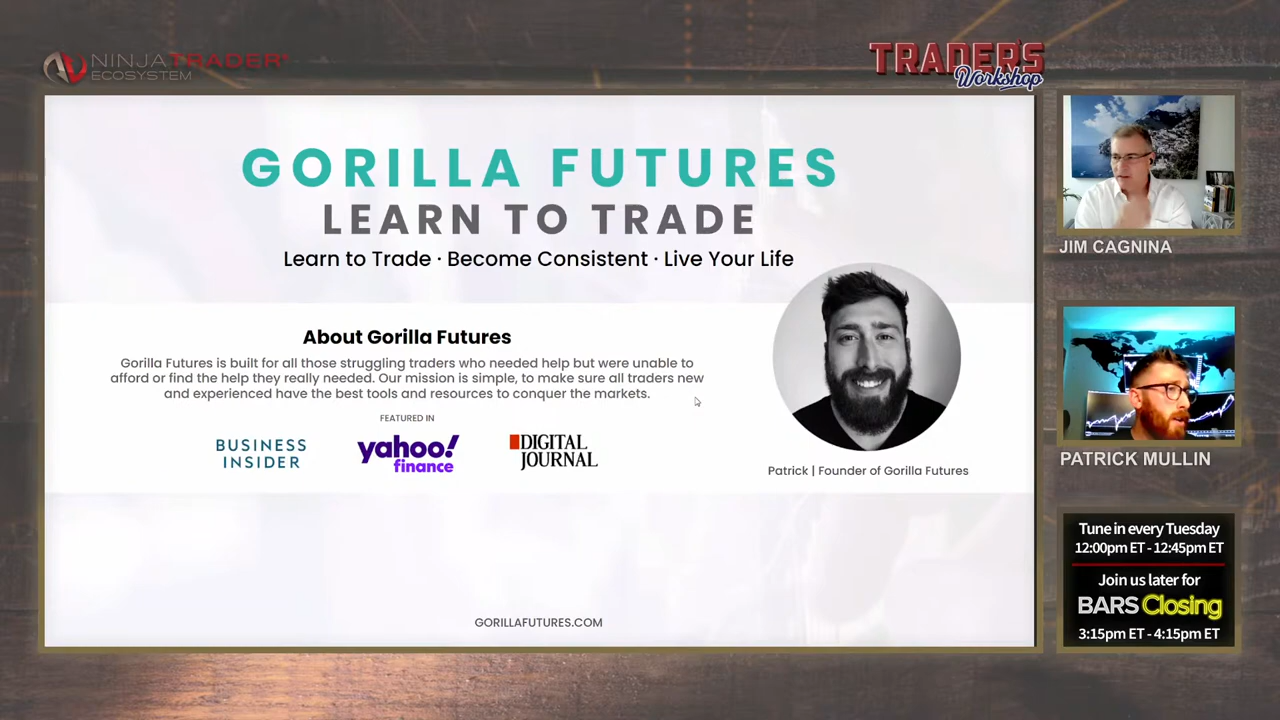 NINJATRADER®
ECOSYSTEM
TRADER'S
Workshop
GORILLA FUTURES
LEARN TO TRADE
Learn to Trade · Become Consistent · Live Your Life
About Gorilla Futures
Gorilla Futures is built for all those struggling traders who needed help but were unable to
afford or find the help they really needed. Our mission is simple, to make sure all traders new
and experienced have the best tools and resources to conquer the markets.
FEATURED IN
BUSINESS
INSIDER
yahoo!
finance
DIGITAL
JOURNAL
Patrick | Founder of Gorilla Futures
GORILLAFUTURES.COM
JIM CAGNINA
PATRICK MULLIN
Tune in every Tuesday
12:00pm ET - 12:45pm ET
Join us later for
BARS Closing
3:15pm ET - 4:15pm ET